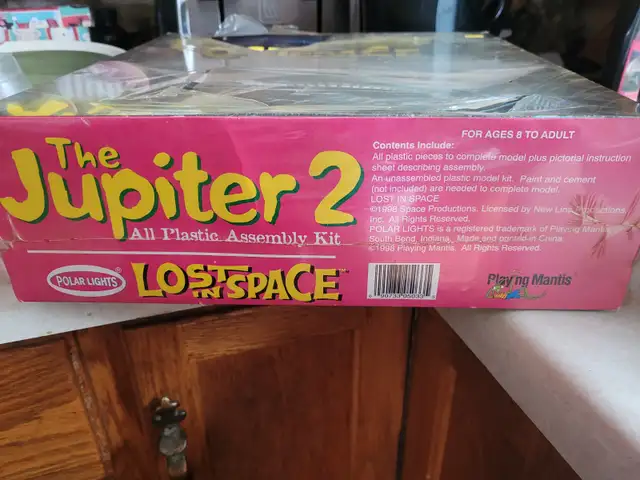 The
Jupiter 2
All Plastic Assembly Kit
POLAR LIGHTS
LOST IN SPACE™
FOR AGES 8 TO ADULT
Contents Include:
All plastic pieces to complete model plus pictorial instruction
sheet describing assembly.
An unassembled plastic model kit. Paint and cement
(not included) are needed to complete model.
LOST IN SPACE
©1998 Space Productions. Licensed by New Line Productions
Inc. All Rights Reserved.
POLAR LIGHTS is a registered trademark of Playing Mantis
South Bend, Indiana. Made and printed in China.
©1998 Playing Mantis. All Rights Reserved.
Playing Mantis